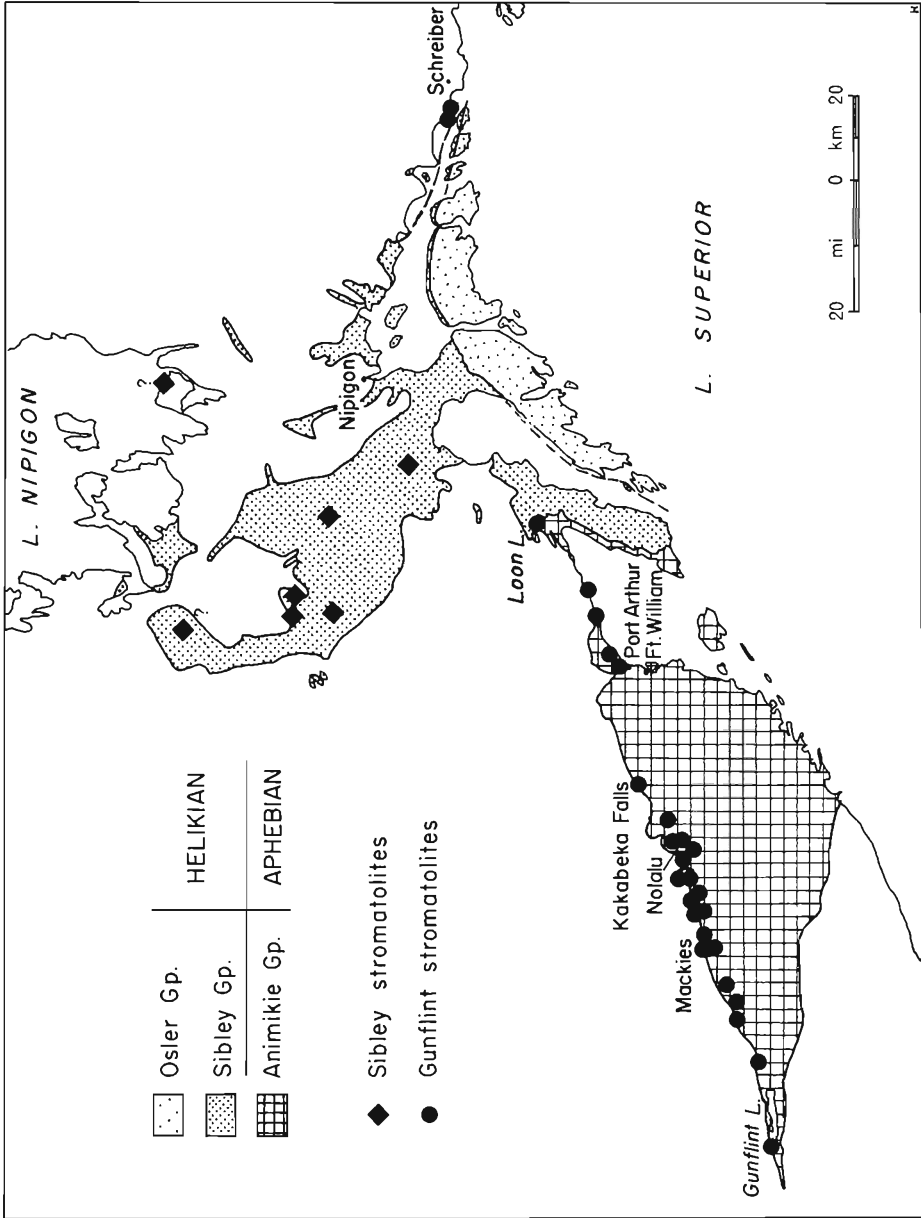 HELIKIAN
APHEBIAN
Osler Gp.
Sibley Gp.
Animikie Gp.
Sibley stromatolites
Gunflint stromatolites
L. NIPIGON
?
?
Nipigon
Schreiber
Loon L.
Port Arthur
Ft. William
L. SUPERIOR
Kakabeka Falls
Nolalu
Mackies
Gunflint L.
20 mi 0 km 20